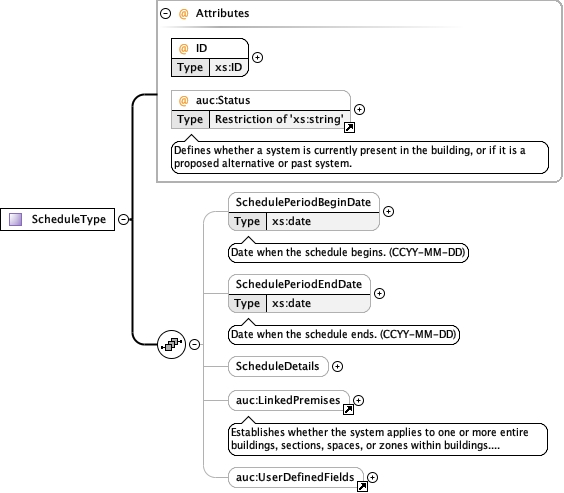 @ Attributes
@ ID
Type xs:ID
@ auc:Status
Type Restriction of 'xs:string'
Defines whether a system is currently present in the building, or if it is a
proposed alternative or past system.
ScheduleType
SchedulePeriodBeginDate
Type xs:date
Date when the schedule begins. (CCYY-MM-DD)
SchedulePeriodEndDate
Type xs:date
Date when the schedule ends. (CCYY-MM-DD)
ScheduleDetails
auc:LinkedPremises
Establishes whether the system applies to one or more entire
buildings, sections, spaces, or zones within buildings....
auc:UserDefinedFields